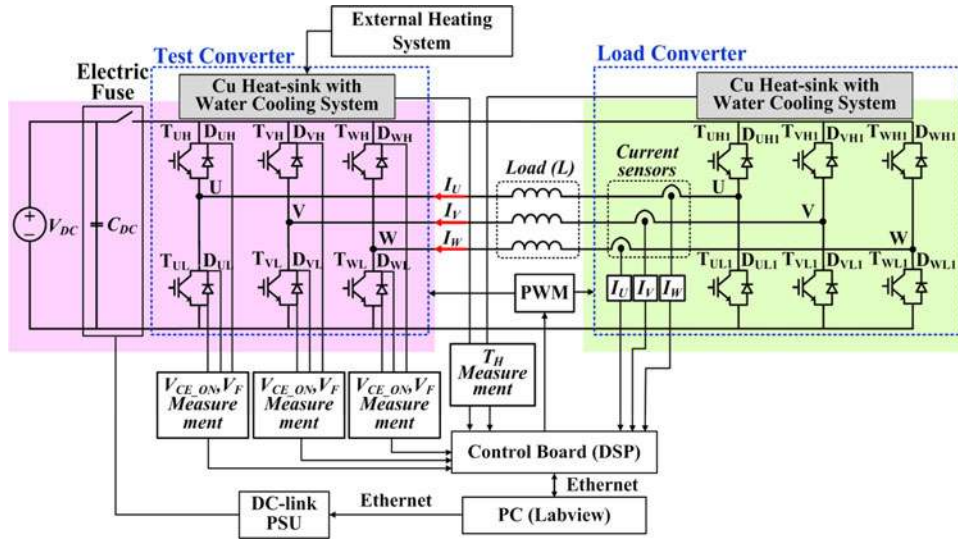 External Heating
System
Test Converter
Load Converter
Electric
Fuse
Cu Heat-sink with
Water Cooling System
Cu Heat-sink with
Water Cooling System
T_UH D_UH T_VH D_VH T_WH D_WH
T_UH1 D_UH1 T_VH1 D_VH1 T_WH1 D_WH1
Load (L)
Current
sensors
U
I_U
U
V
I_V
V
W
I_W
W
V_DC
C_DC
T_UL D_UL T_VL D_VL T_WL D_WL
T_UL1 D_UL1 T_VL1 D_VL1 T_WL1 D_WL1
PWM
I_U I_V I_W
T_H
Measure
ment
V_CE_ON, V_F
Measure
ment
V_CE_ON, V_F
Measure
ment
V_CE_ON, V_F
Measure
ment
Control Board (DSP)
Ethernet
DC-link
PSU
Ethernet
PC (Labview)